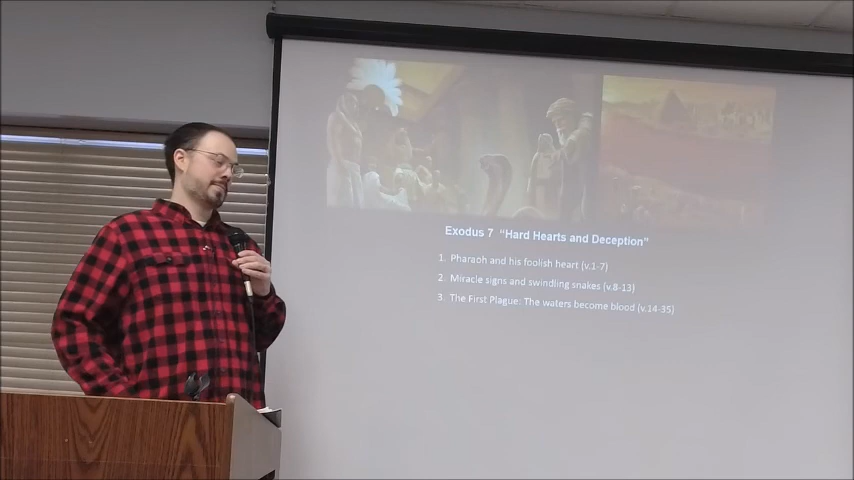 Exodus 7 "Hard Hearts and Deception"
1. Pharaoh and his foolish heart (v.1-7)
2. Miracle signs and swindling snakes (v.8-13)
3. The First Plague: The waters become blood (v.14-35)